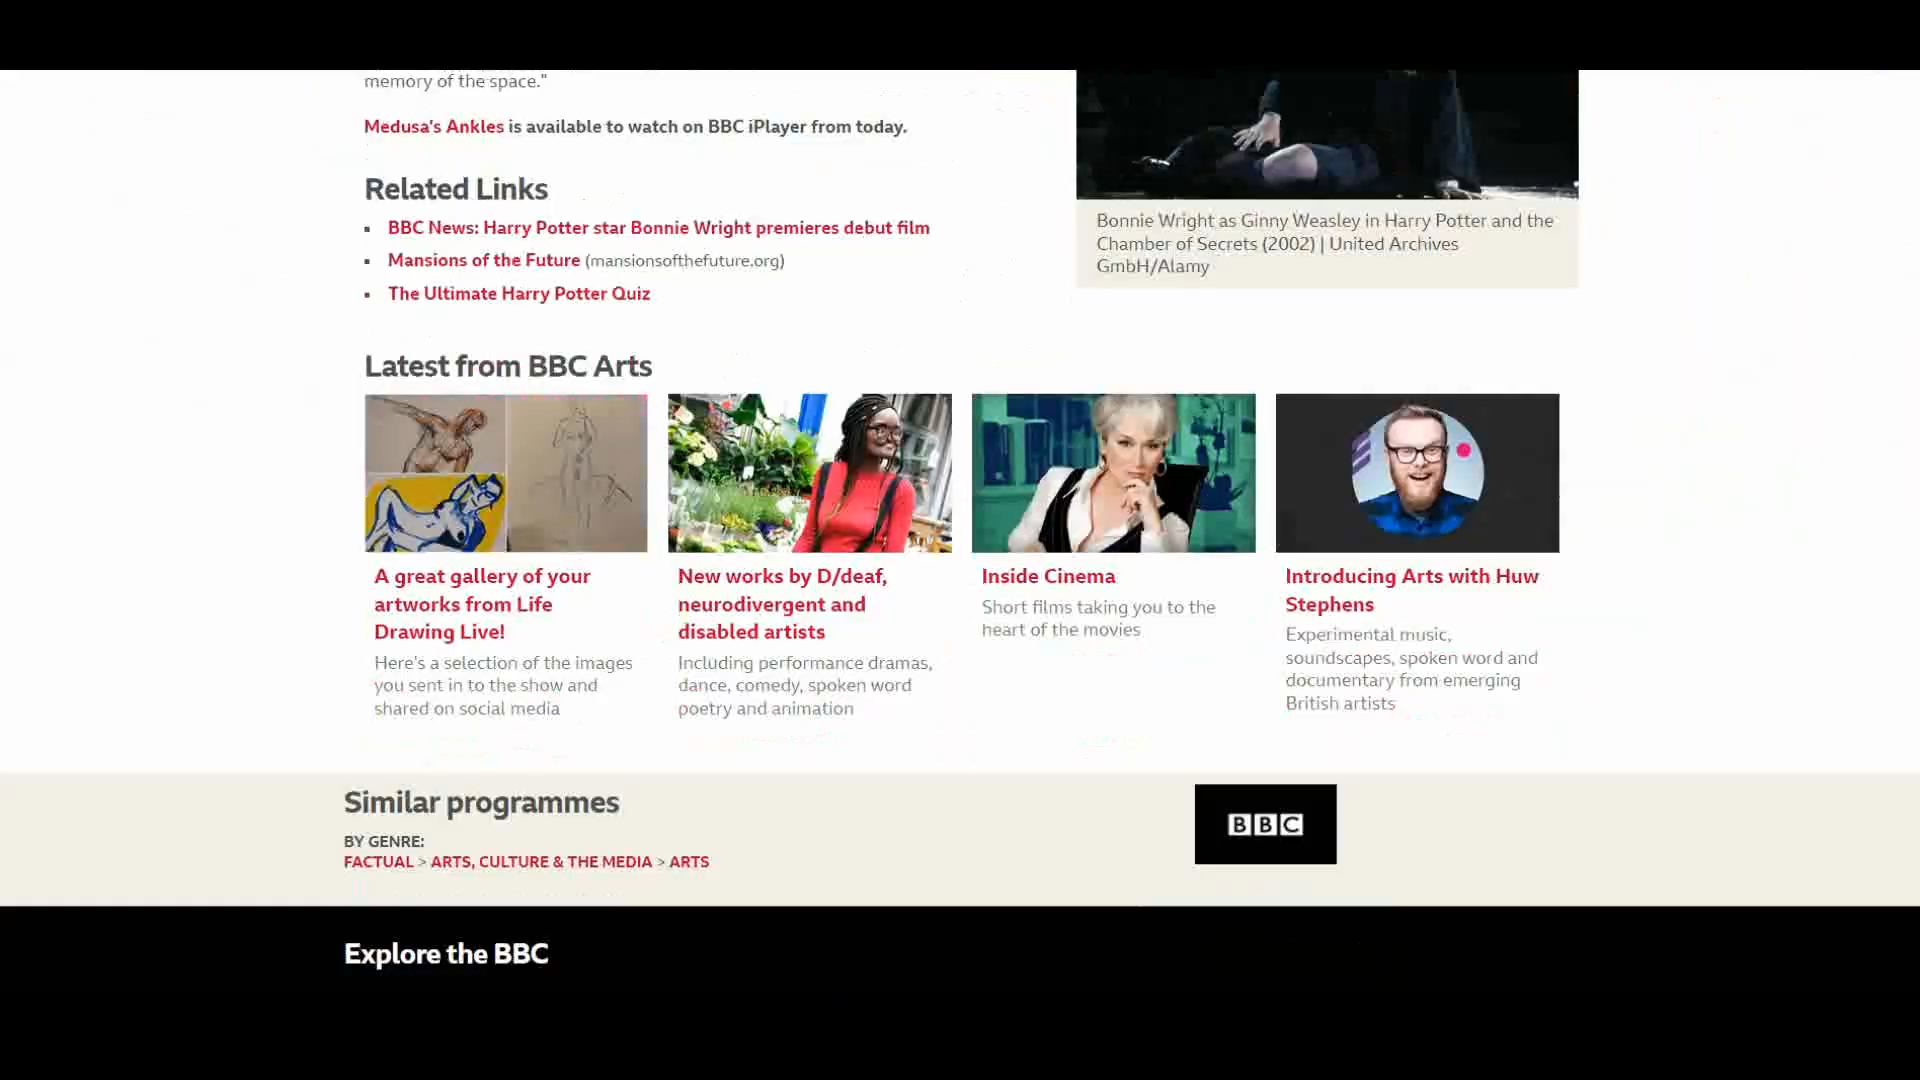 memory of the space."
Medusa's Ankles is available to watch on BBC iPlayer from today.
Related Links
BBC News: Harry Potter star Bonnie Wright premieres debut film
Mansions of the Future (mansionsofthefuture.org)
The Ultimate Harry Potter Quiz
Bonnie Wright as Ginny Weasley in Harry Potter and the
Chamber of Secrets (2002) | United Archives
GmbH/Alamy
Latest from BBC Arts
A great gallery of your
artworks from Life
Drawing Live!
Here's a selection of the images
you sent in to the show and
shared on social media
New works by D/deaf,
neurodivergent and
disabled artists
Including performance dramas,
dance, comedy, spoken word
poetry and animation
Inside Cinema
Short films taking you to the
heart of the movies
Introducing Arts with Huw
Stephens
Experimental music,
soundscapes, spoken word and
documentary from emerging
British artists
Similar programmes
BY GENRE:
FACTUAL > ARTS, CULTURE & THE MEDIA > ARTS
BBC
Explore the BBC